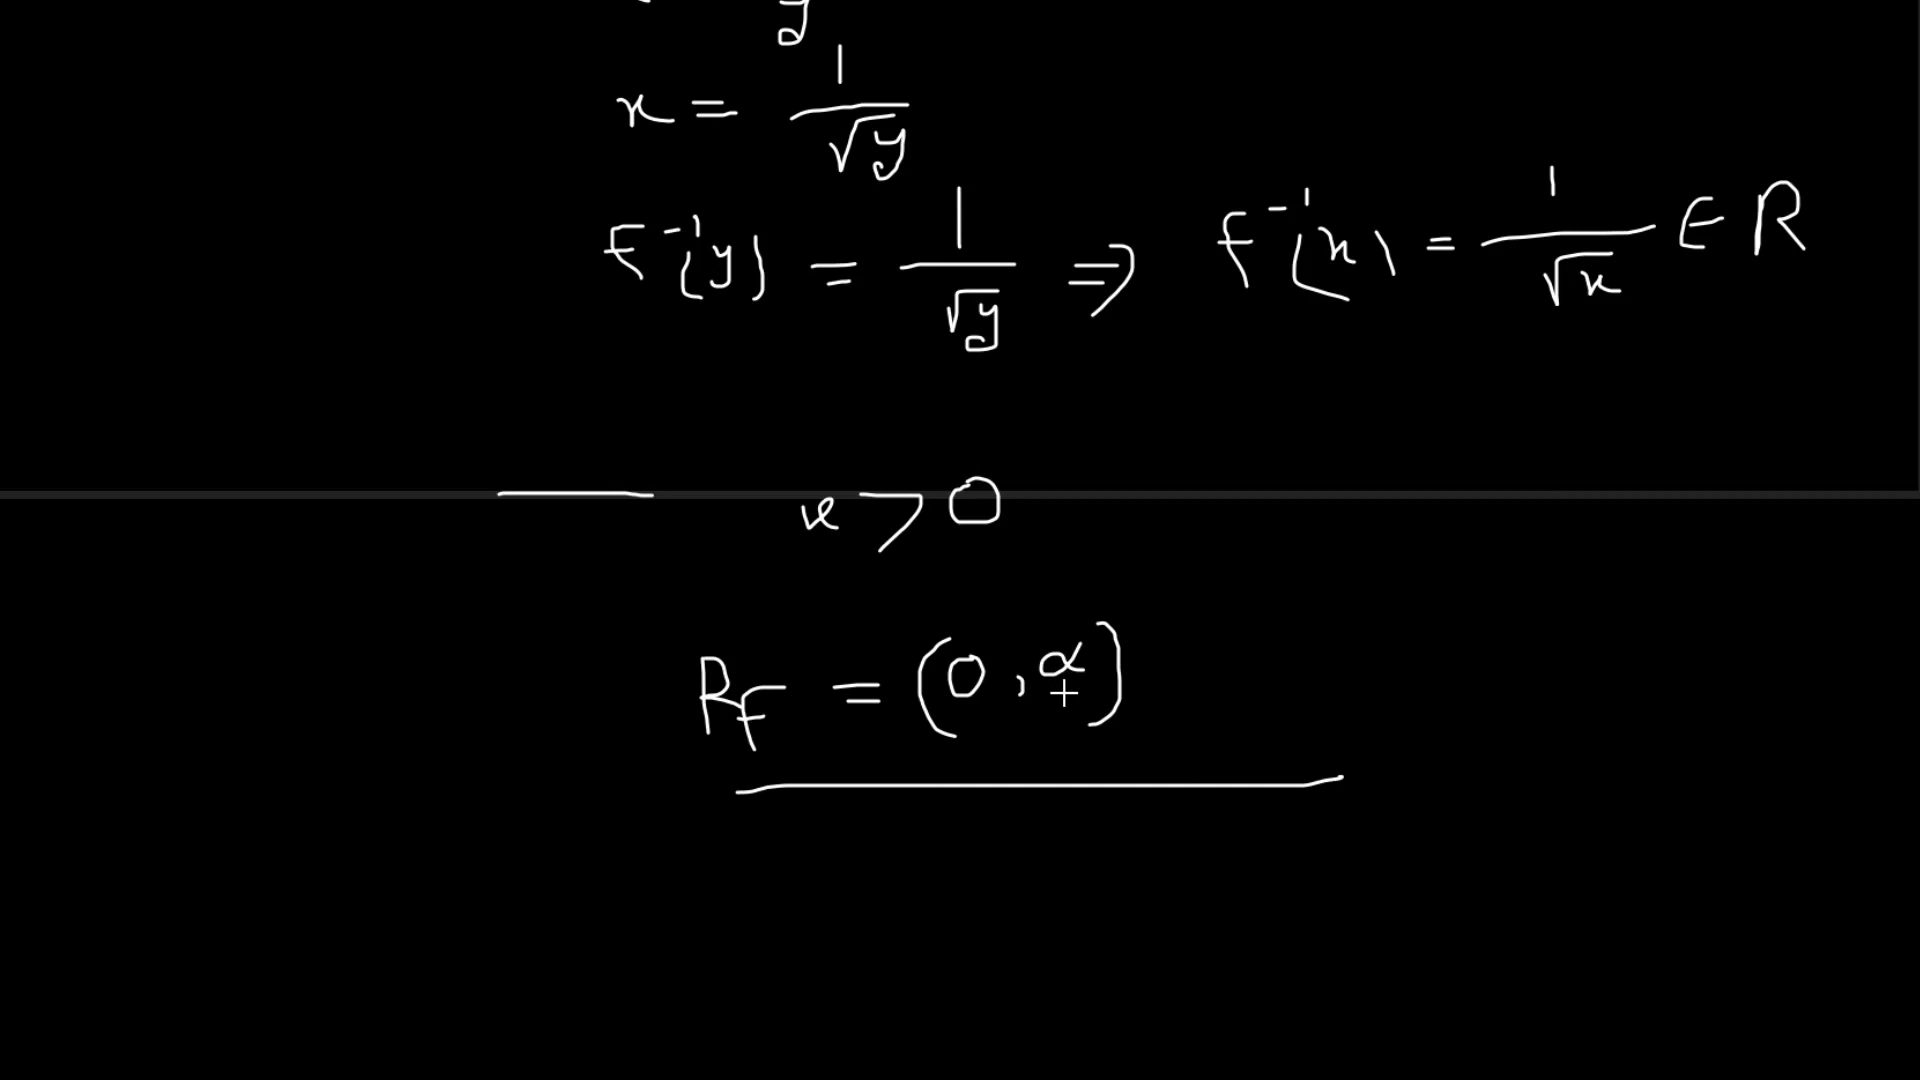 y
x = 1/√y
f⁻¹(y) = 1/√y ⇒ f⁻¹(x) = 1/√x ∈ R
x > 0
R_f = (0, α)